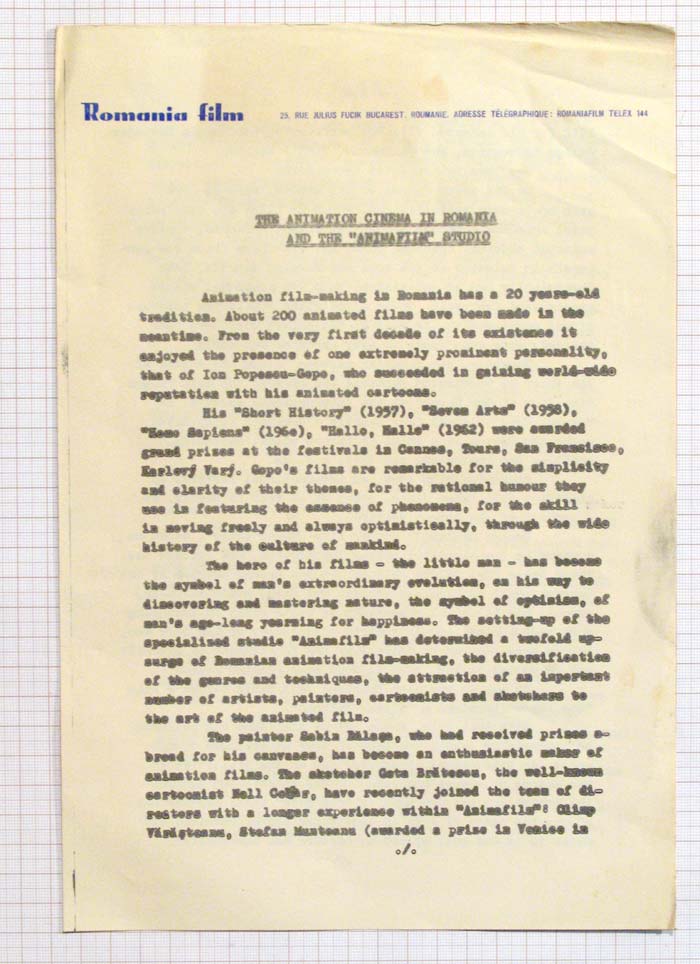 Romania film
25, RUE JULIUS FUCIK BUCAREST, ROUMANIE. ADRESSE TÉLÉGRAPHIQUE: ROMANIAFILM TELEX 144
THE ANIMATION CINEMA IN ROMANIA
AND THE "ANIMAFILM" STUDIO
Animation film-making in Romania has a 20 years-old
tradition. About 200 animated films have been made in the
meantime. From the very first decade of its existence it
enjoyed the presence of one extremely prominent personality,
that of Ion Popescu-Gopo, who succeeded in gaining world-wide
reputation with his animated cartoons.
His "Short History" (1957), "Seven Arts" (1958),
"Homo Sapiens" (196o), "Hallo, Hallo" (1962) were awarded
grand prizes at the festivals in Cannes, Tours, San Francisco,
Karlovy Vary. Gopo's films are remarkable for the simplicity
and clarity of their themes, for the rational humour they
use in featuring the essence of phenomena, for the skill
in moving freely and always optimistically, through the wide
history of the culture of mankind.
The hero of his films - the little man - has become
the symbol of man's extraordinary evolution, on his way to
discovering and mastering nature, the symbol of optimism, of
man's age-long yearning for happiness. The setting-up of the
specialized studio "Animafilm" has determined a twofold up-
surge of Romanian animation film-making, the diversification
of the genres and techniques, the attraction of an important
number of artists, painters, cartoonists and sketchers to
the art of the animated film.
The painter Sabin Bălaşa, who had received prizes a-
broad for his canvases, has become an enthusiastic maker of
animation films. The sketcher Geta Brătescu, the well-known
cartoonist Nell Cobar, have recently joined the team of di-
rectors with a longer experience within "Animafilm": Olimp
Vărăşteanu, Stefan Munteanu (awarded a prize in Venice in
./.